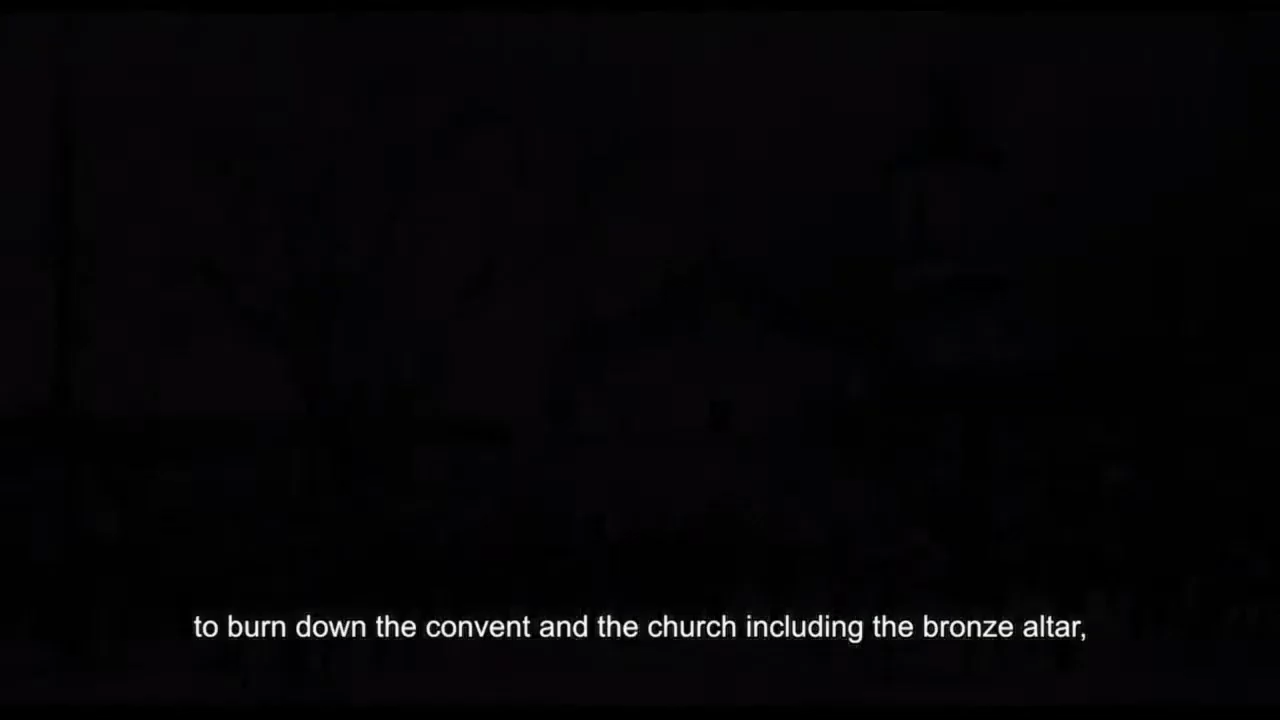 to burn down the convent and the church including the bronze altar,